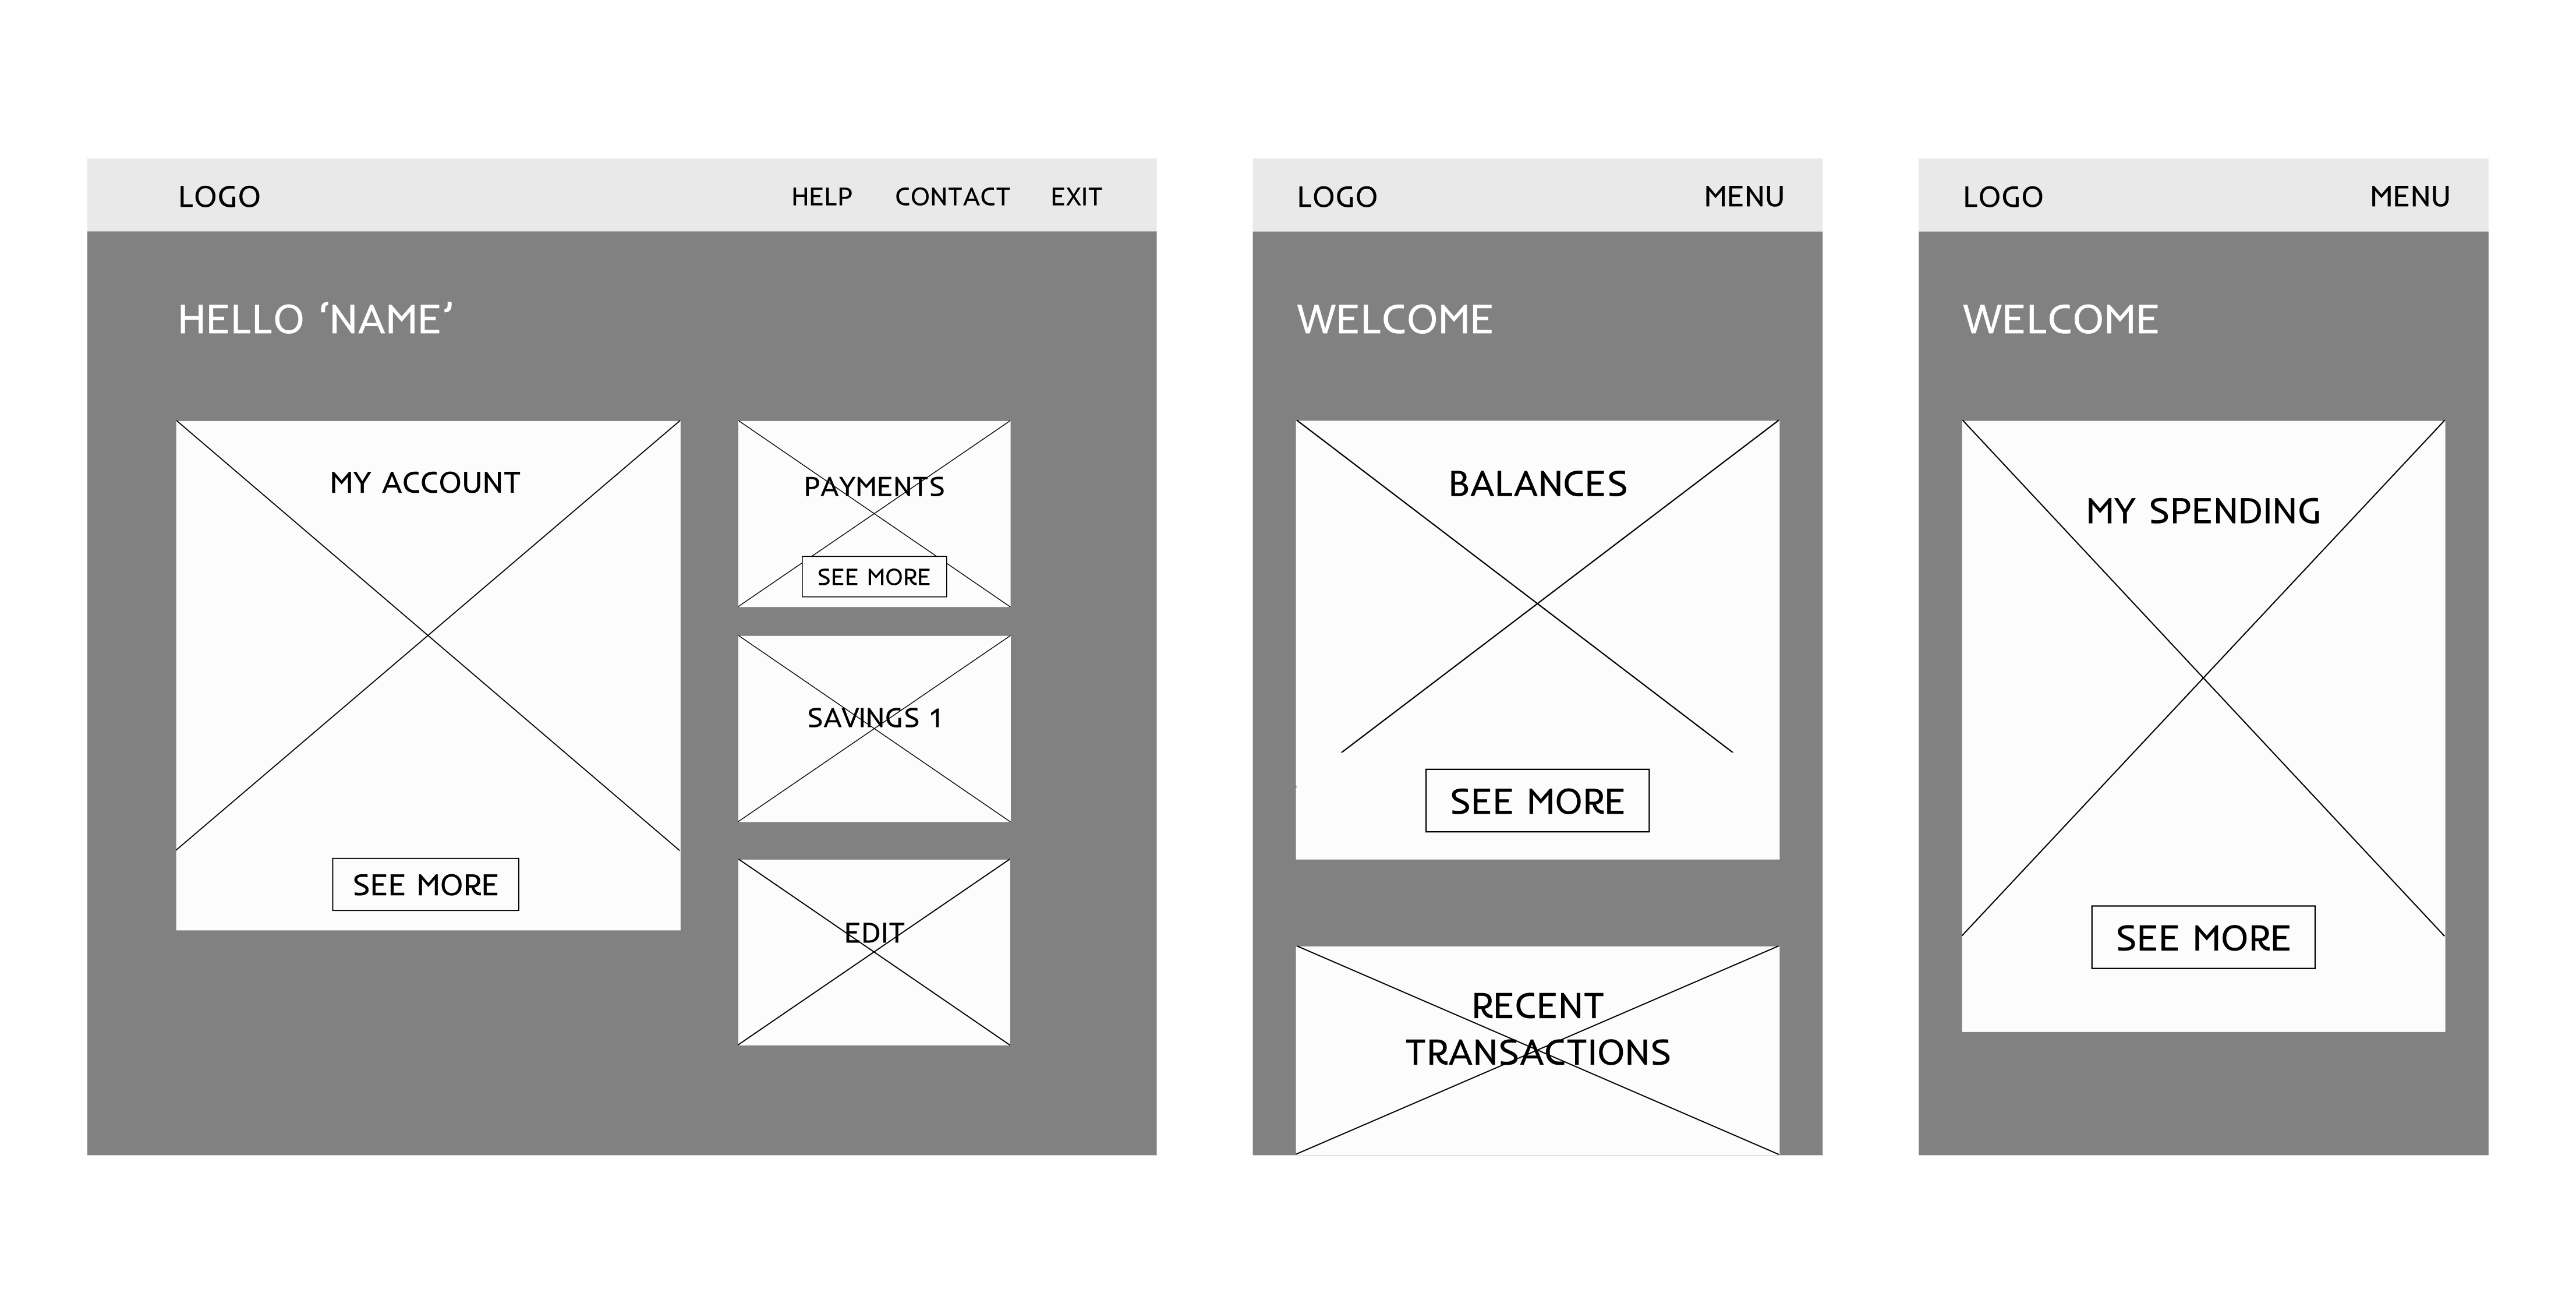 LOGO
HELP CONTACT EXIT
HELLO ‘NAME’
MY ACCOUNT
SEE MORE
PAYMENTS
SEE MORE
SAVINGS 1
EDIT
LOGO
MENU
WELCOME
BALANCES
SEE MORE
RECENT
TRANSACTIONS
LOGO
MENU
WELCOME
MY SPENDING
SEE MORE